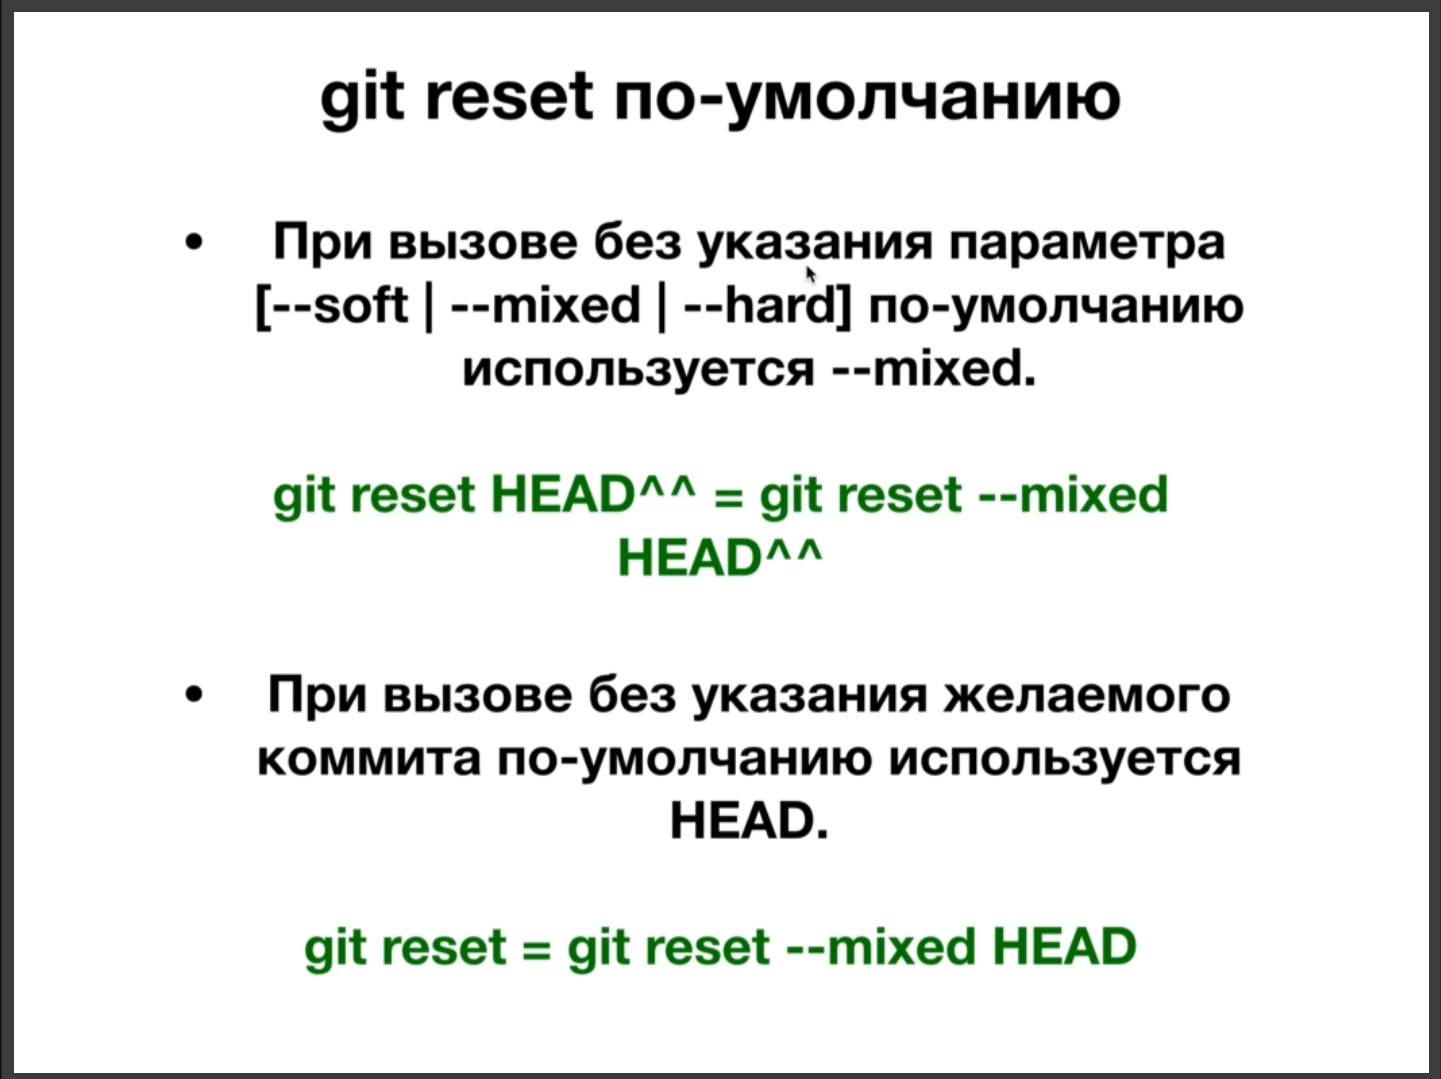 git reset по-умолчанию
• При вызове без указания параметра
[--soft | --mixed | --hard] по-умолчанию
используется --mixed.
git reset HEAD^^ = git reset --mixed
HEAD^^
• При вызове без указания желаемого
коммита по-умолчанию используется
HEAD.
git reset = git reset --mixed HEAD